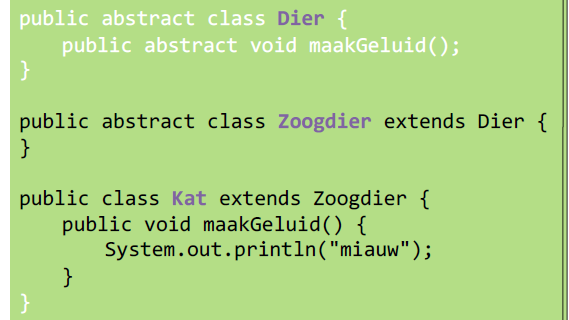 public abstract class Dier {
    public abstract void maakGeluid();
}
public abstract class Zoogdier extends Dier {
}
public class Kat extends Zoogdier {
    public void maakGeluid() {
        System.out.println("miauw");
    }
}